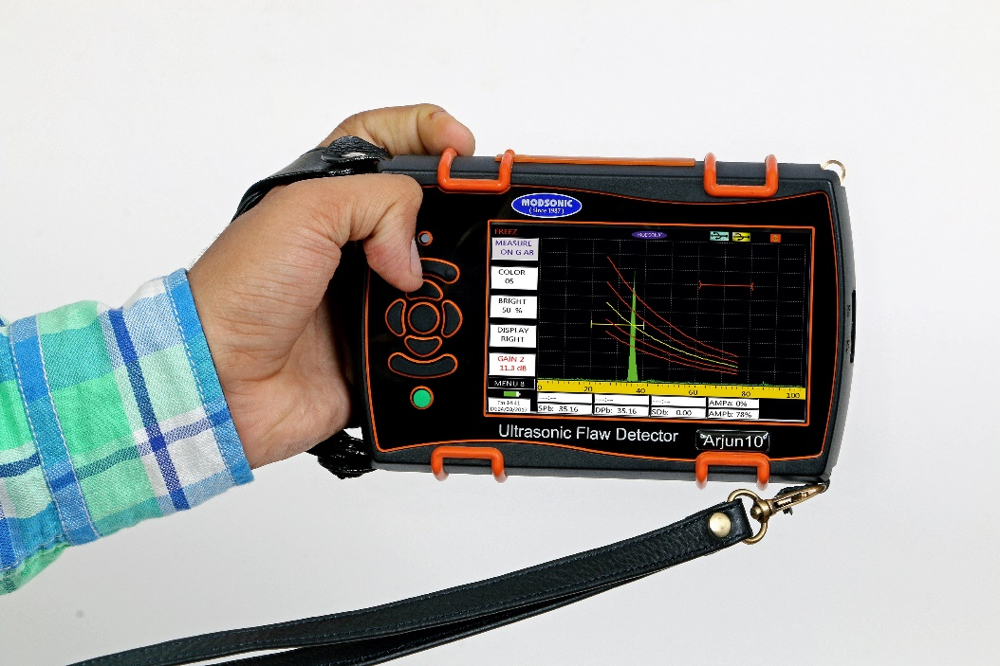 MODSONIC
( Since 1987 )
FREEZ
MODSONIC
MEASURE
ON G AB
COLOR
05
BRIGHT
50 %
DISPLAY
RIGHT
GAIN 2
11.3 dB
MENU 8
0 20 40 60 80 100
AMPa: 0%
SPb: 35.16 DPb: 35.16 SDb: 0.00 AMPb: 78%
Ultrasonic Flaw Detector
Arjun10